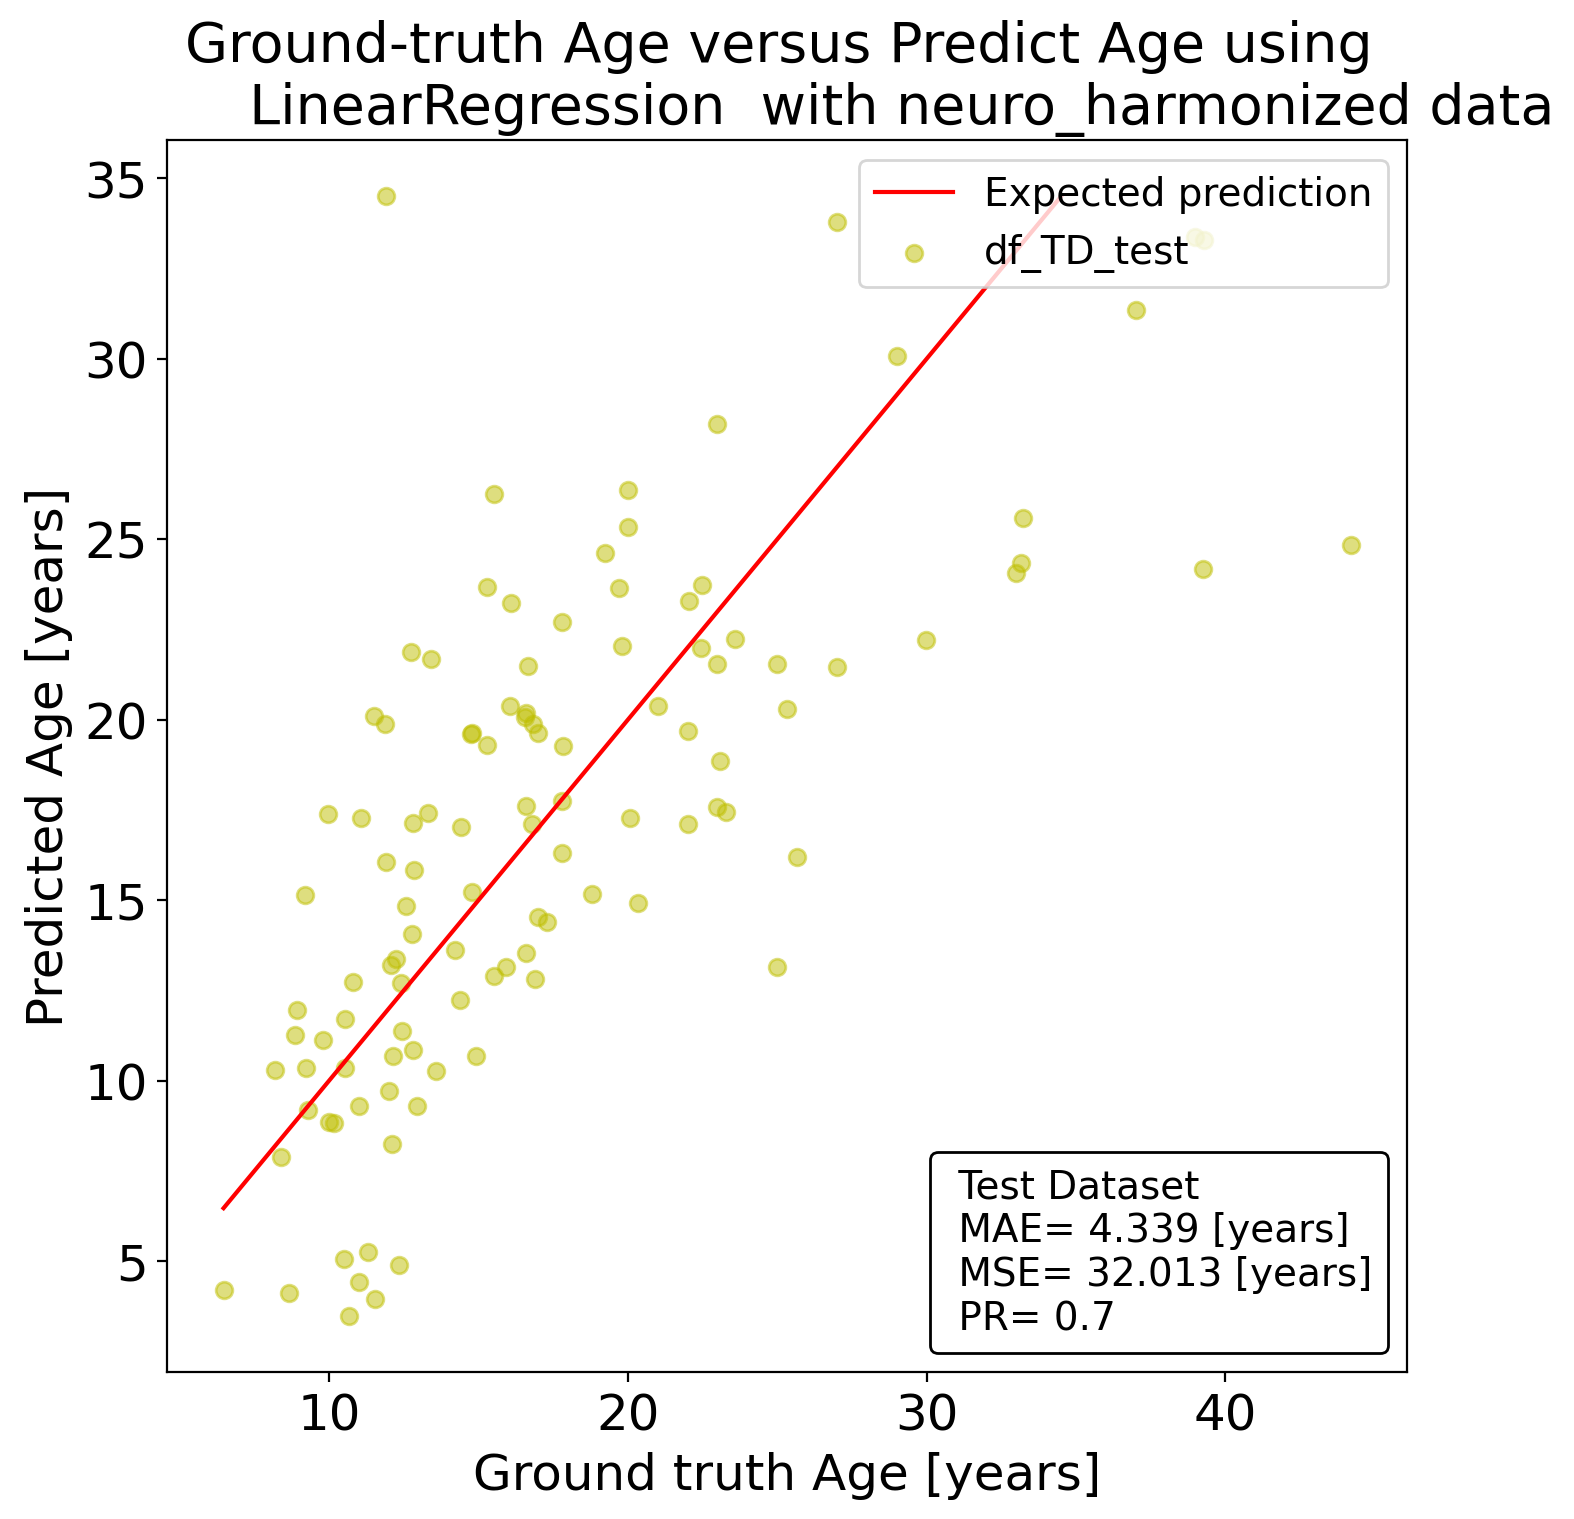 Ground-truth Age versus Predict Age using
LinearRegression  with neuro_harmonized data
Expected prediction
df_TD_test
35
30
25
20
15
10
5
Predicted Age [years]
Test Dataset
MAE= 4.339 [years]
MSE= 32.013 [years]
PR= 0.7
10 20 30 40
Ground truth Age [years]